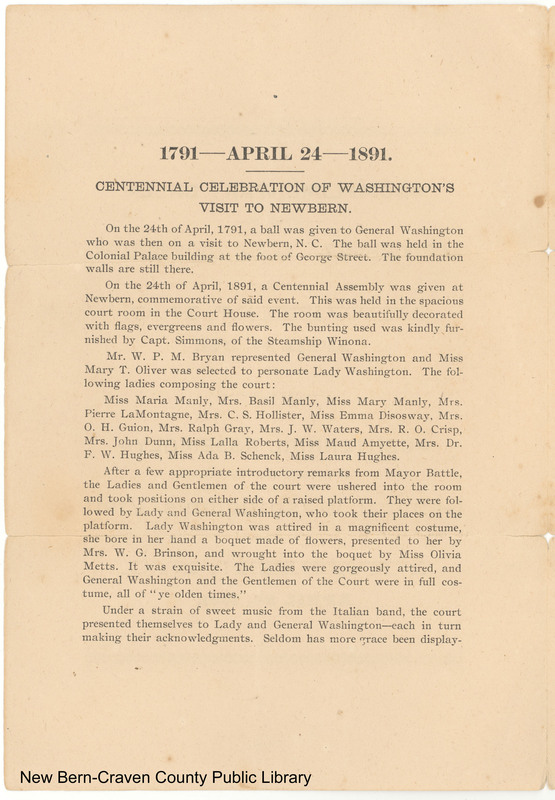 1791—APRIL 24—1891.
CENTENNIAL CELEBRATION OF WASHINGTON'S
VISIT TO NEWBERN.
On the 24th of April, 1791, a ball was given to General Washington
who was then on a visit to Newbern, N. C. The ball was held in the
Colonial Palace building at the foot of George Street. The foundation
walls are still there.
On the 24th of April, 1891, a Centennial Assembly was given at
Newbern, commemorative of said event. This was held in the spacious
court room in the Court House. The room was beautifully decorated
with flags, evergreens and flowers. The bunting used was kindly fur-
nished by Capt. Simmons, of the Steamship Winona.
Mr. W. P. M. Bryan represented General Washington and Miss
Mary T. Oliver was selected to personate Lady Washington. The fol-
lowing ladies composing the court:
Miss Maria Manly, Mrs. Basil Manly, Miss Mary Manly, Mrs.
Pierre LaMontagne, Mrs. C. S. Hollister, Miss Emma Disosway, Mrs.
O. H. Guion, Mrs. Ralph Gray, Mrs. J. W. Waters, Mrs. R. O. Crisp,
Mrs. John Dunn, Miss Lalla Roberts, Miss Maud Amyette, Mrs. Dr.
F. W. Hughes, Miss Ada B. Schenck, Miss Laura Hughes.
After a few appropriate introductory remarks from Mayor Battle,
the Ladies and Gentlemen of the court were ushered into the room
and took positions on either side of a raised platform. They were fol-
lowed by Lady and General Washington, who took their places on the
platform. Lady Washington was attired in a magnificent costume,
she bore in her hand a boquet made of flowers, presented to her by
Mrs. W. G. Brinson, and wrought into the boquet by Miss Olivia
Metts. It was exquisite. The Ladies were gorgeously attired, and
General Washington and the Gentlemen of the Court were in full cos-
tume, all of "ye olden times."
Under a strain of sweet music from the Italian band, the court
presented themselves to Lady and General Washington—each in turn
making their acknowledgments. Seldom has more grace been display-
New Bern-Craven County Public Library